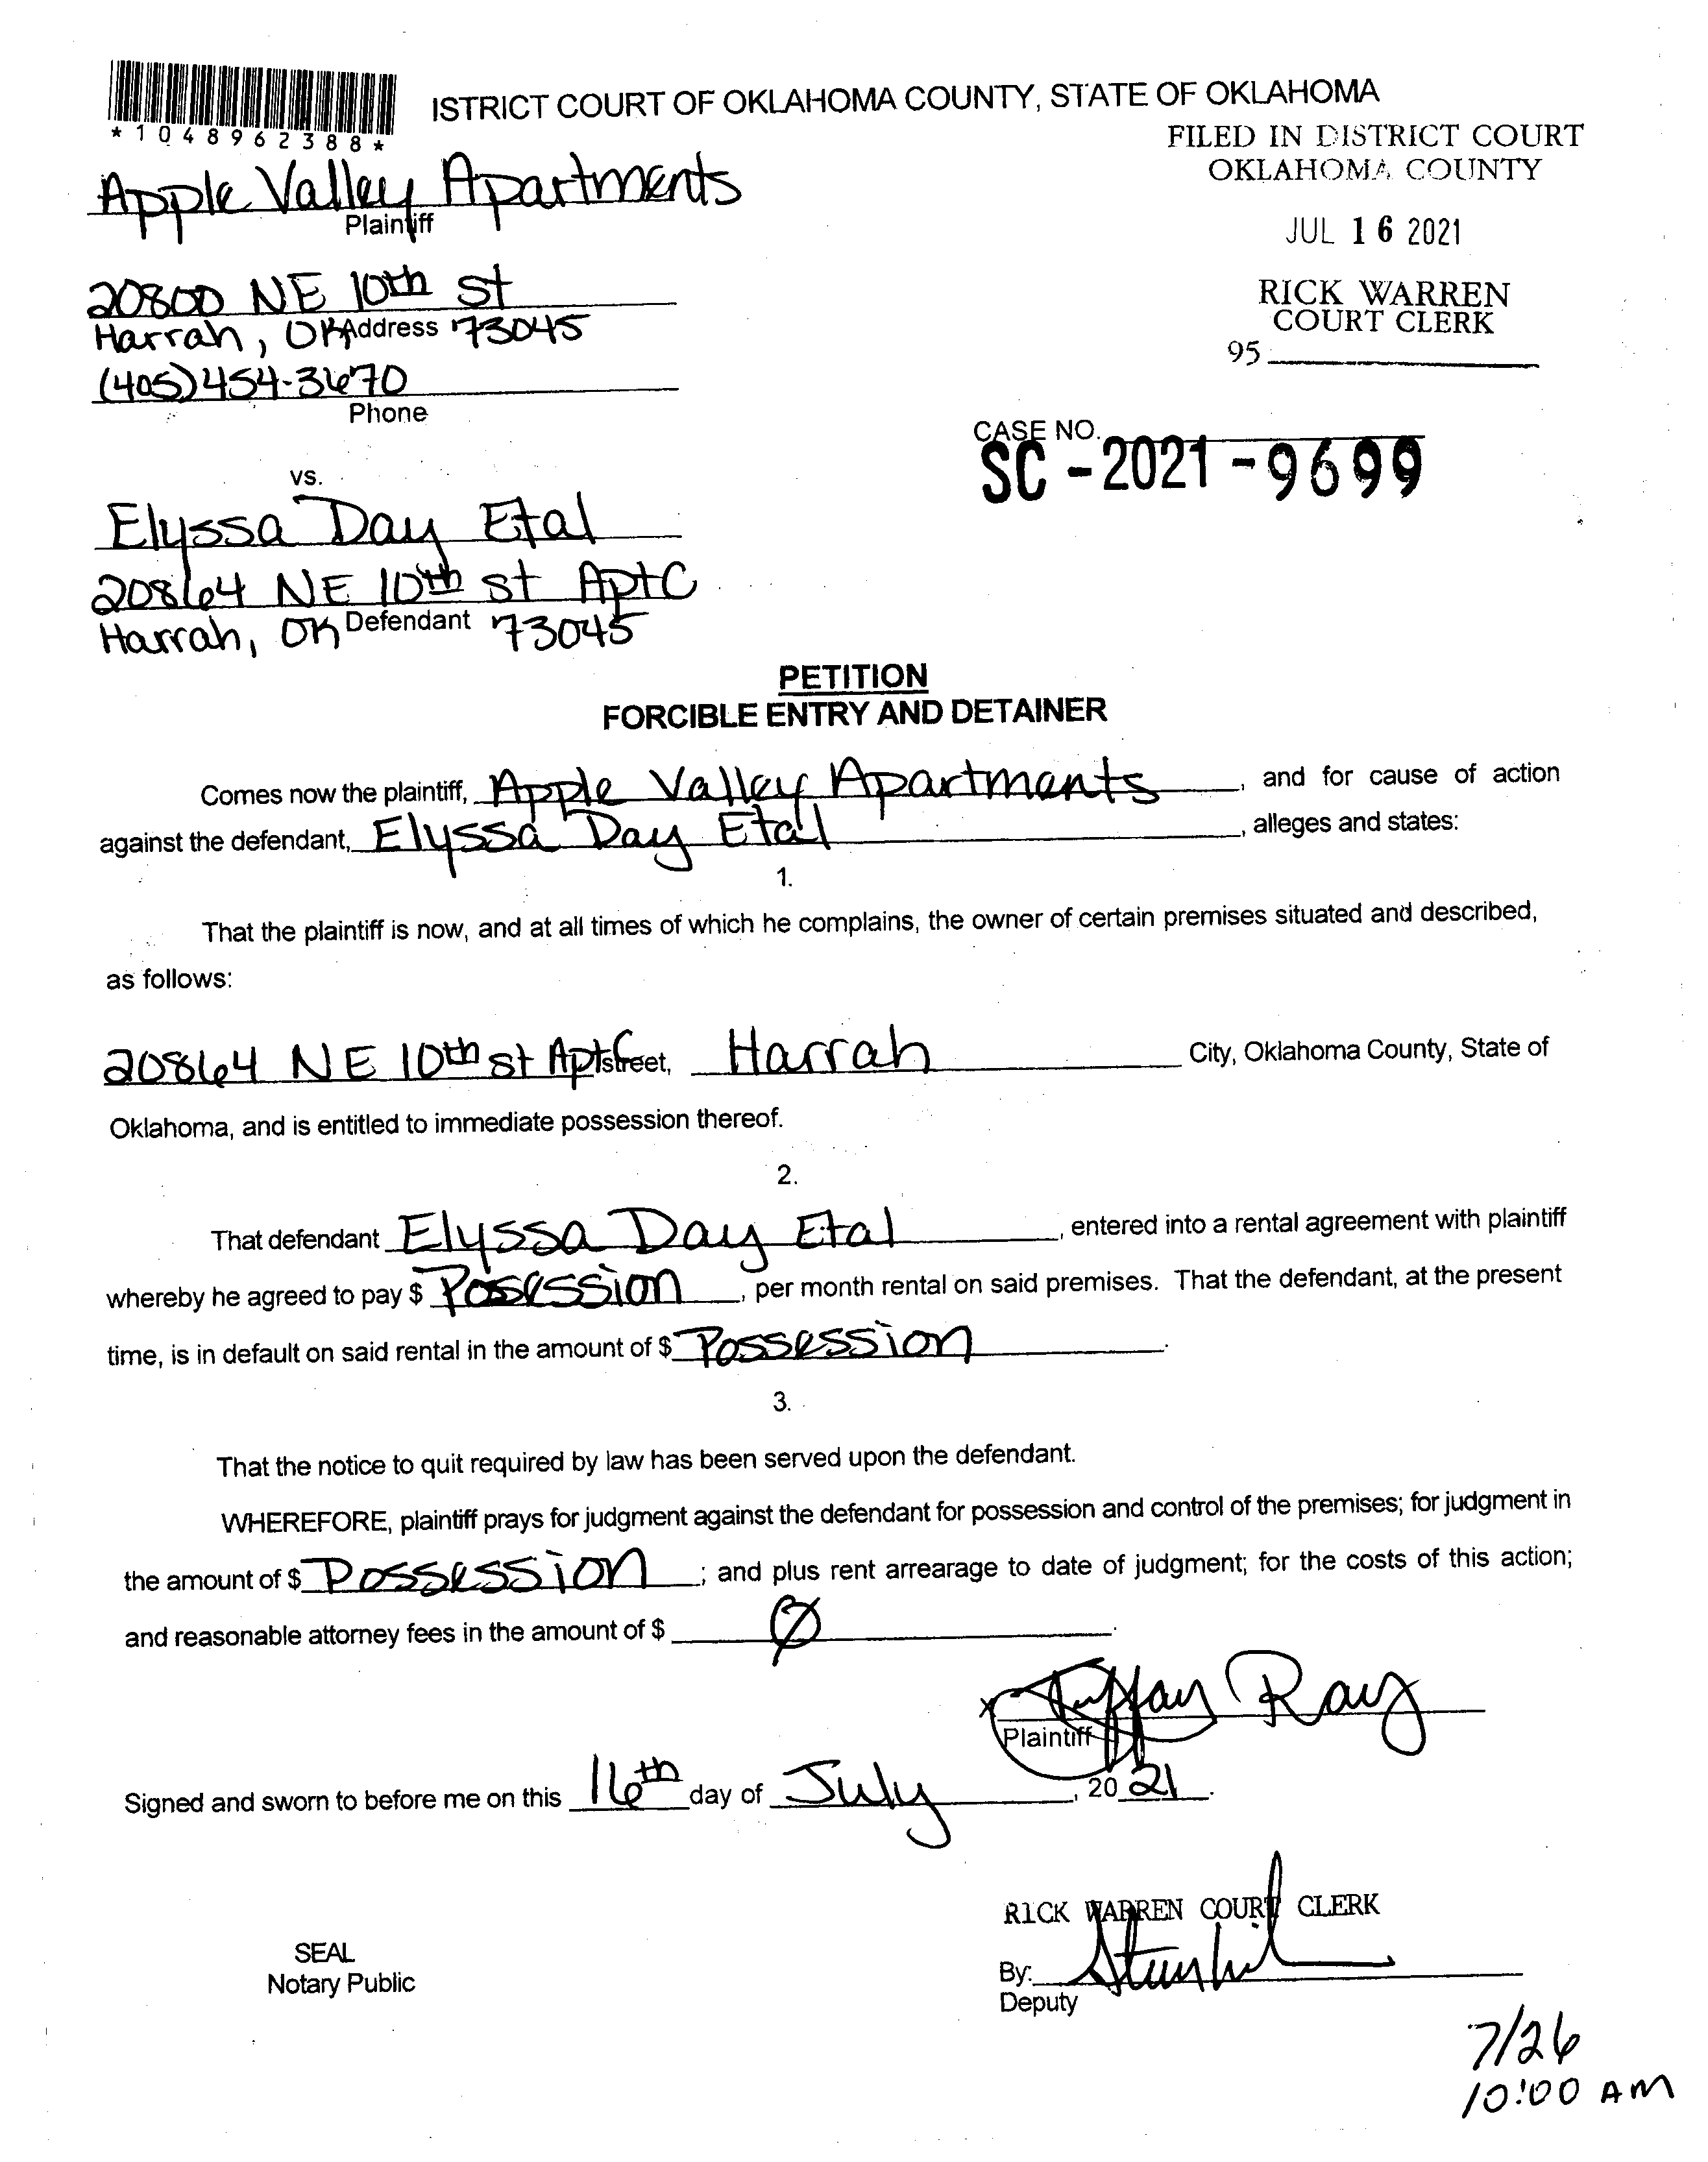 ISTRICT COURT OF OKLAHOMA COUNTY, STATE OF OKLAHOMA
*1048962388*
FILED IN DISTRICT COURT
OKLAHOMA COUNTY
JUL 16 2021
RICK WARREN
COURT CLERK
95
Apple Valley Apartments
Plaintiff
20800 NE 10th st
Harrah, OK Address 73045
(405)454-3670
Phone
CASE NO.
SC-2021-9699
vs.
Elyssa Day Etal
20864 NE 10th st Apt C
Harrah, OK Defendant 73045
PETITION
FORCIBLE ENTRY AND DETAINER
Comes now the plaintiff, Apple Valley Apartments, and for cause of action
against the defendant, Elyssa Day Etal, alleges and states:
1.
That the plaintiff is now, and at all times of which he complains, the owner of certain premises situated and described,
as follows:
20864 NE 10th st Apt C street, Harrah City, Oklahoma County, State of
Oklahoma, and is entitled to immediate possession thereof.
2.
That defendant Elyssa Day Etal, entered into a rental agreement with plaintiff
whereby he agreed to pay $ Possession, per month rental on said premises. That the defendant, at the present
time, is in default on said rental in the amount of $ Possession.
3.
That the notice to quit required by law has been served upon the defendant.
WHEREFORE, plaintiff prays for judgment against the defendant for possession and control of the premises; for judgment in
the amount of $ Possession; and plus rent arrearage to date of judgment; for the costs of this action;
and reasonable attorney fees in the amount of $ Ø.
x Tiffany Ray
Plaintiff
Signed and sworn to before me on this 16th day of July, 2021.
RICK WARREN COURT CLERK
SEAL
Notary Public
By:
Deputy
7/26
10:00 AM